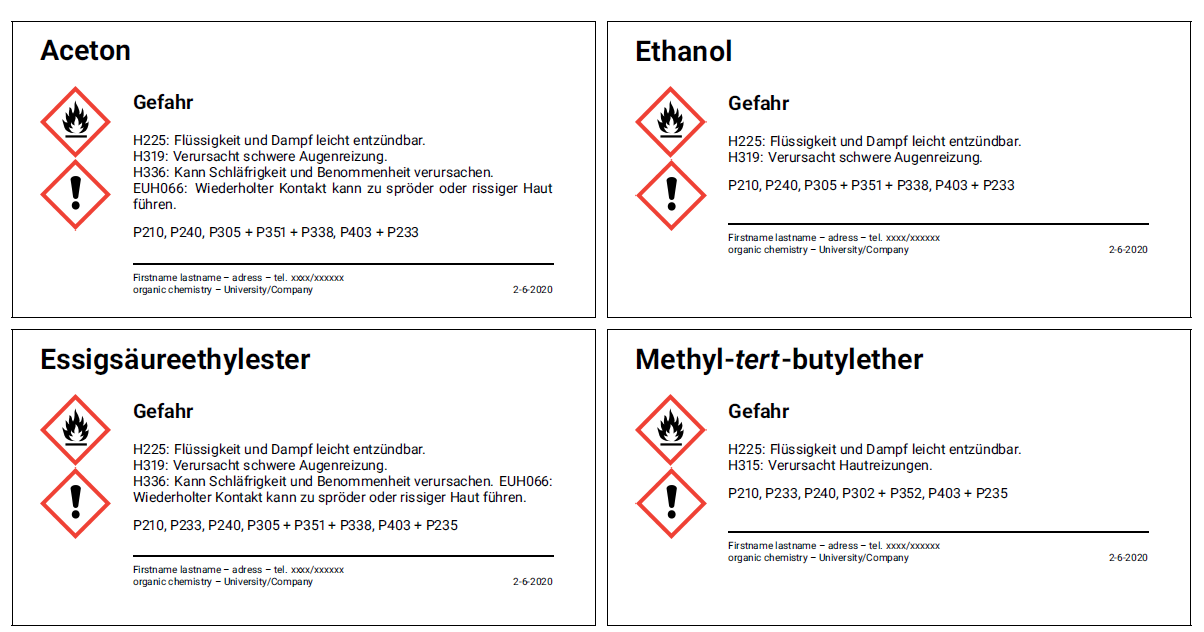 Aceton
Gefahr
H225: Flüssigkeit und Dampf leicht entzündbar.
H319: Verursacht schwere Augenreizung.
H336: Kann Schläfrigkeit und Benommenheit verursachen.
EUH066: Wiederholter Kontakt kann zu spröder oder rissiger Haut
führen.
P210, P240, P305 + P351 + P338, P403 + P233
Firstname lastname – adress – tel. xxxx/xxxxxx
organic chemistry – University/Company 2-6-2020
Ethanol
Gefahr
H225: Flüssigkeit und Dampf leicht entzündbar.
H319: Verursacht schwere Augenreizung.
P210, P240, P305 + P351 + P338, P403 + P233
Firstname lastname – adress – tel. xxxx/xxxxxx
organic chemistry – University/Company 2-6-2020
Essigsäureethylester
Gefahr
H225: Flüssigkeit und Dampf leicht entzündbar.
H319: Verursacht schwere Augenreizung.
H336: Kann Schläfrigkeit und Benommenheit verursachen. EUH066:
Wiederholter Kontakt kann zu spröder oder rissiger Haut führen.
P210, P233, P240, P305 + P351 + P338, P403 + P235
Firstname lastname – adress – tel. xxxx/xxxxxx
organic chemistry – University/Company 2-6-2020
Methyl-tert-butylether
Gefahr
H225: Flüssigkeit und Dampf leicht entzündbar.
H315: Verursacht Hautreizungen.
P210, P233, P240, P302 + P352, P403 + P235
Firstname lastname – adress – tel. xxxx/xxxxxx
organic chemistry – University/Company 2-6-2020